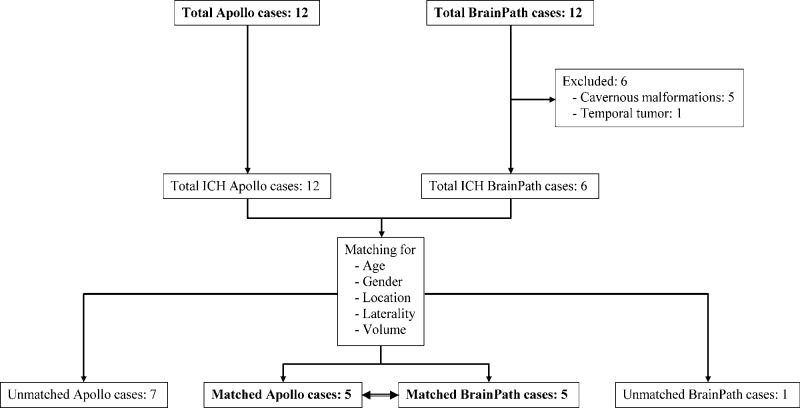 Total Apollo cases: 12
Total BrainPath cases: 12
Excluded: 6
- Cavernous malformations: 5
- Temporal tumor: 1
Total ICH Apollo cases: 12
Total ICH BrainPath cases: 6
Matching for
- Age
- Gender
- Location
- Laterality
- Volume
Unmatched Apollo cases: 7
Matched Apollo cases: 5
Matched BrainPath cases: 5
Unmatched BrainPath cases: 1